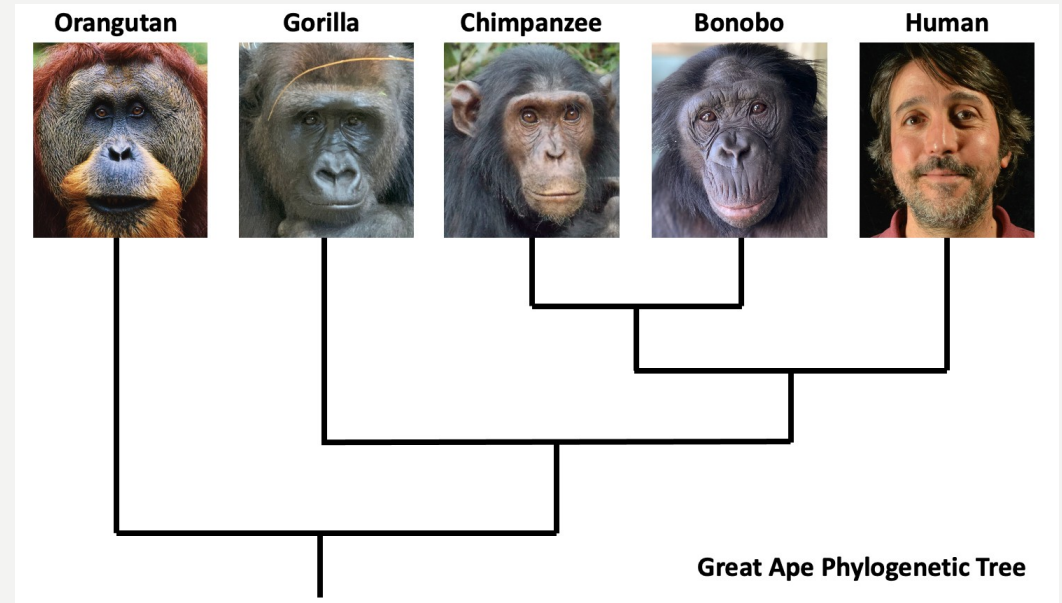 Orangutan
Gorilla
Chimpanzee
Bonobo
Human
Great Ape Phylogenetic Tree